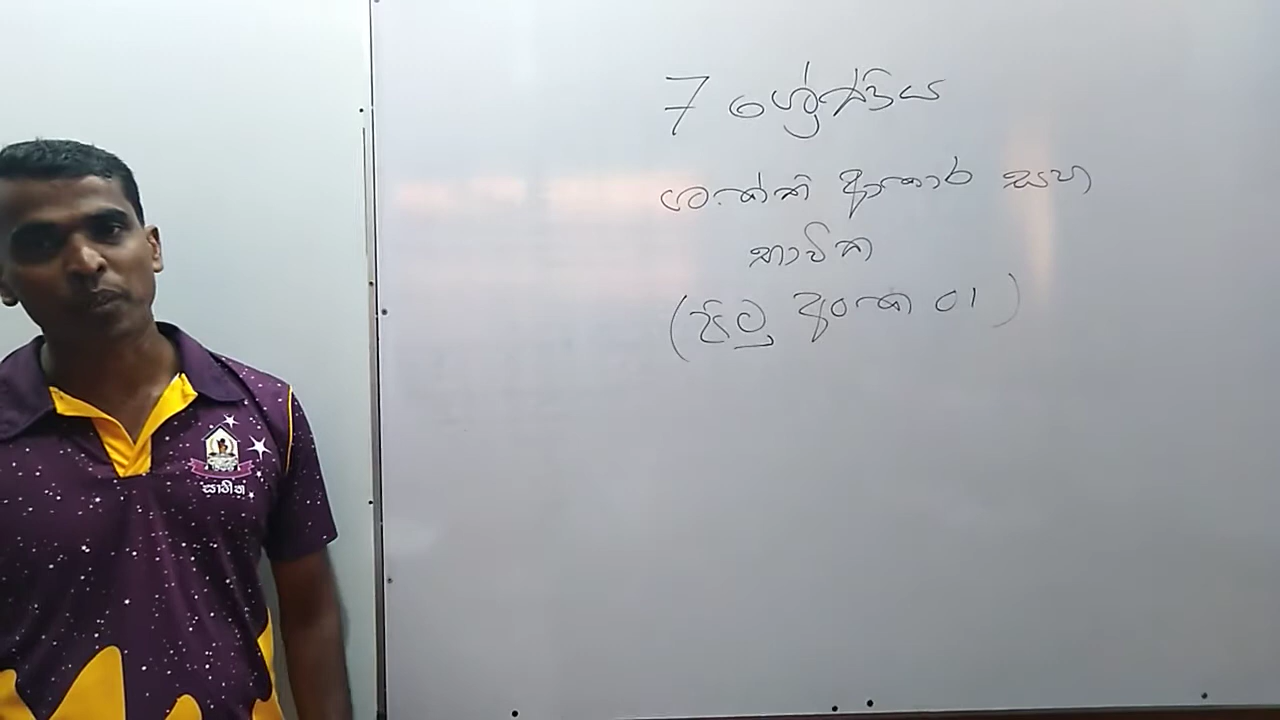 7 ශ්‍රේණිය
ශක්ති ආකාර සහ
භාවිත
(පිටු අංක 01)
සාහිත්‍ය